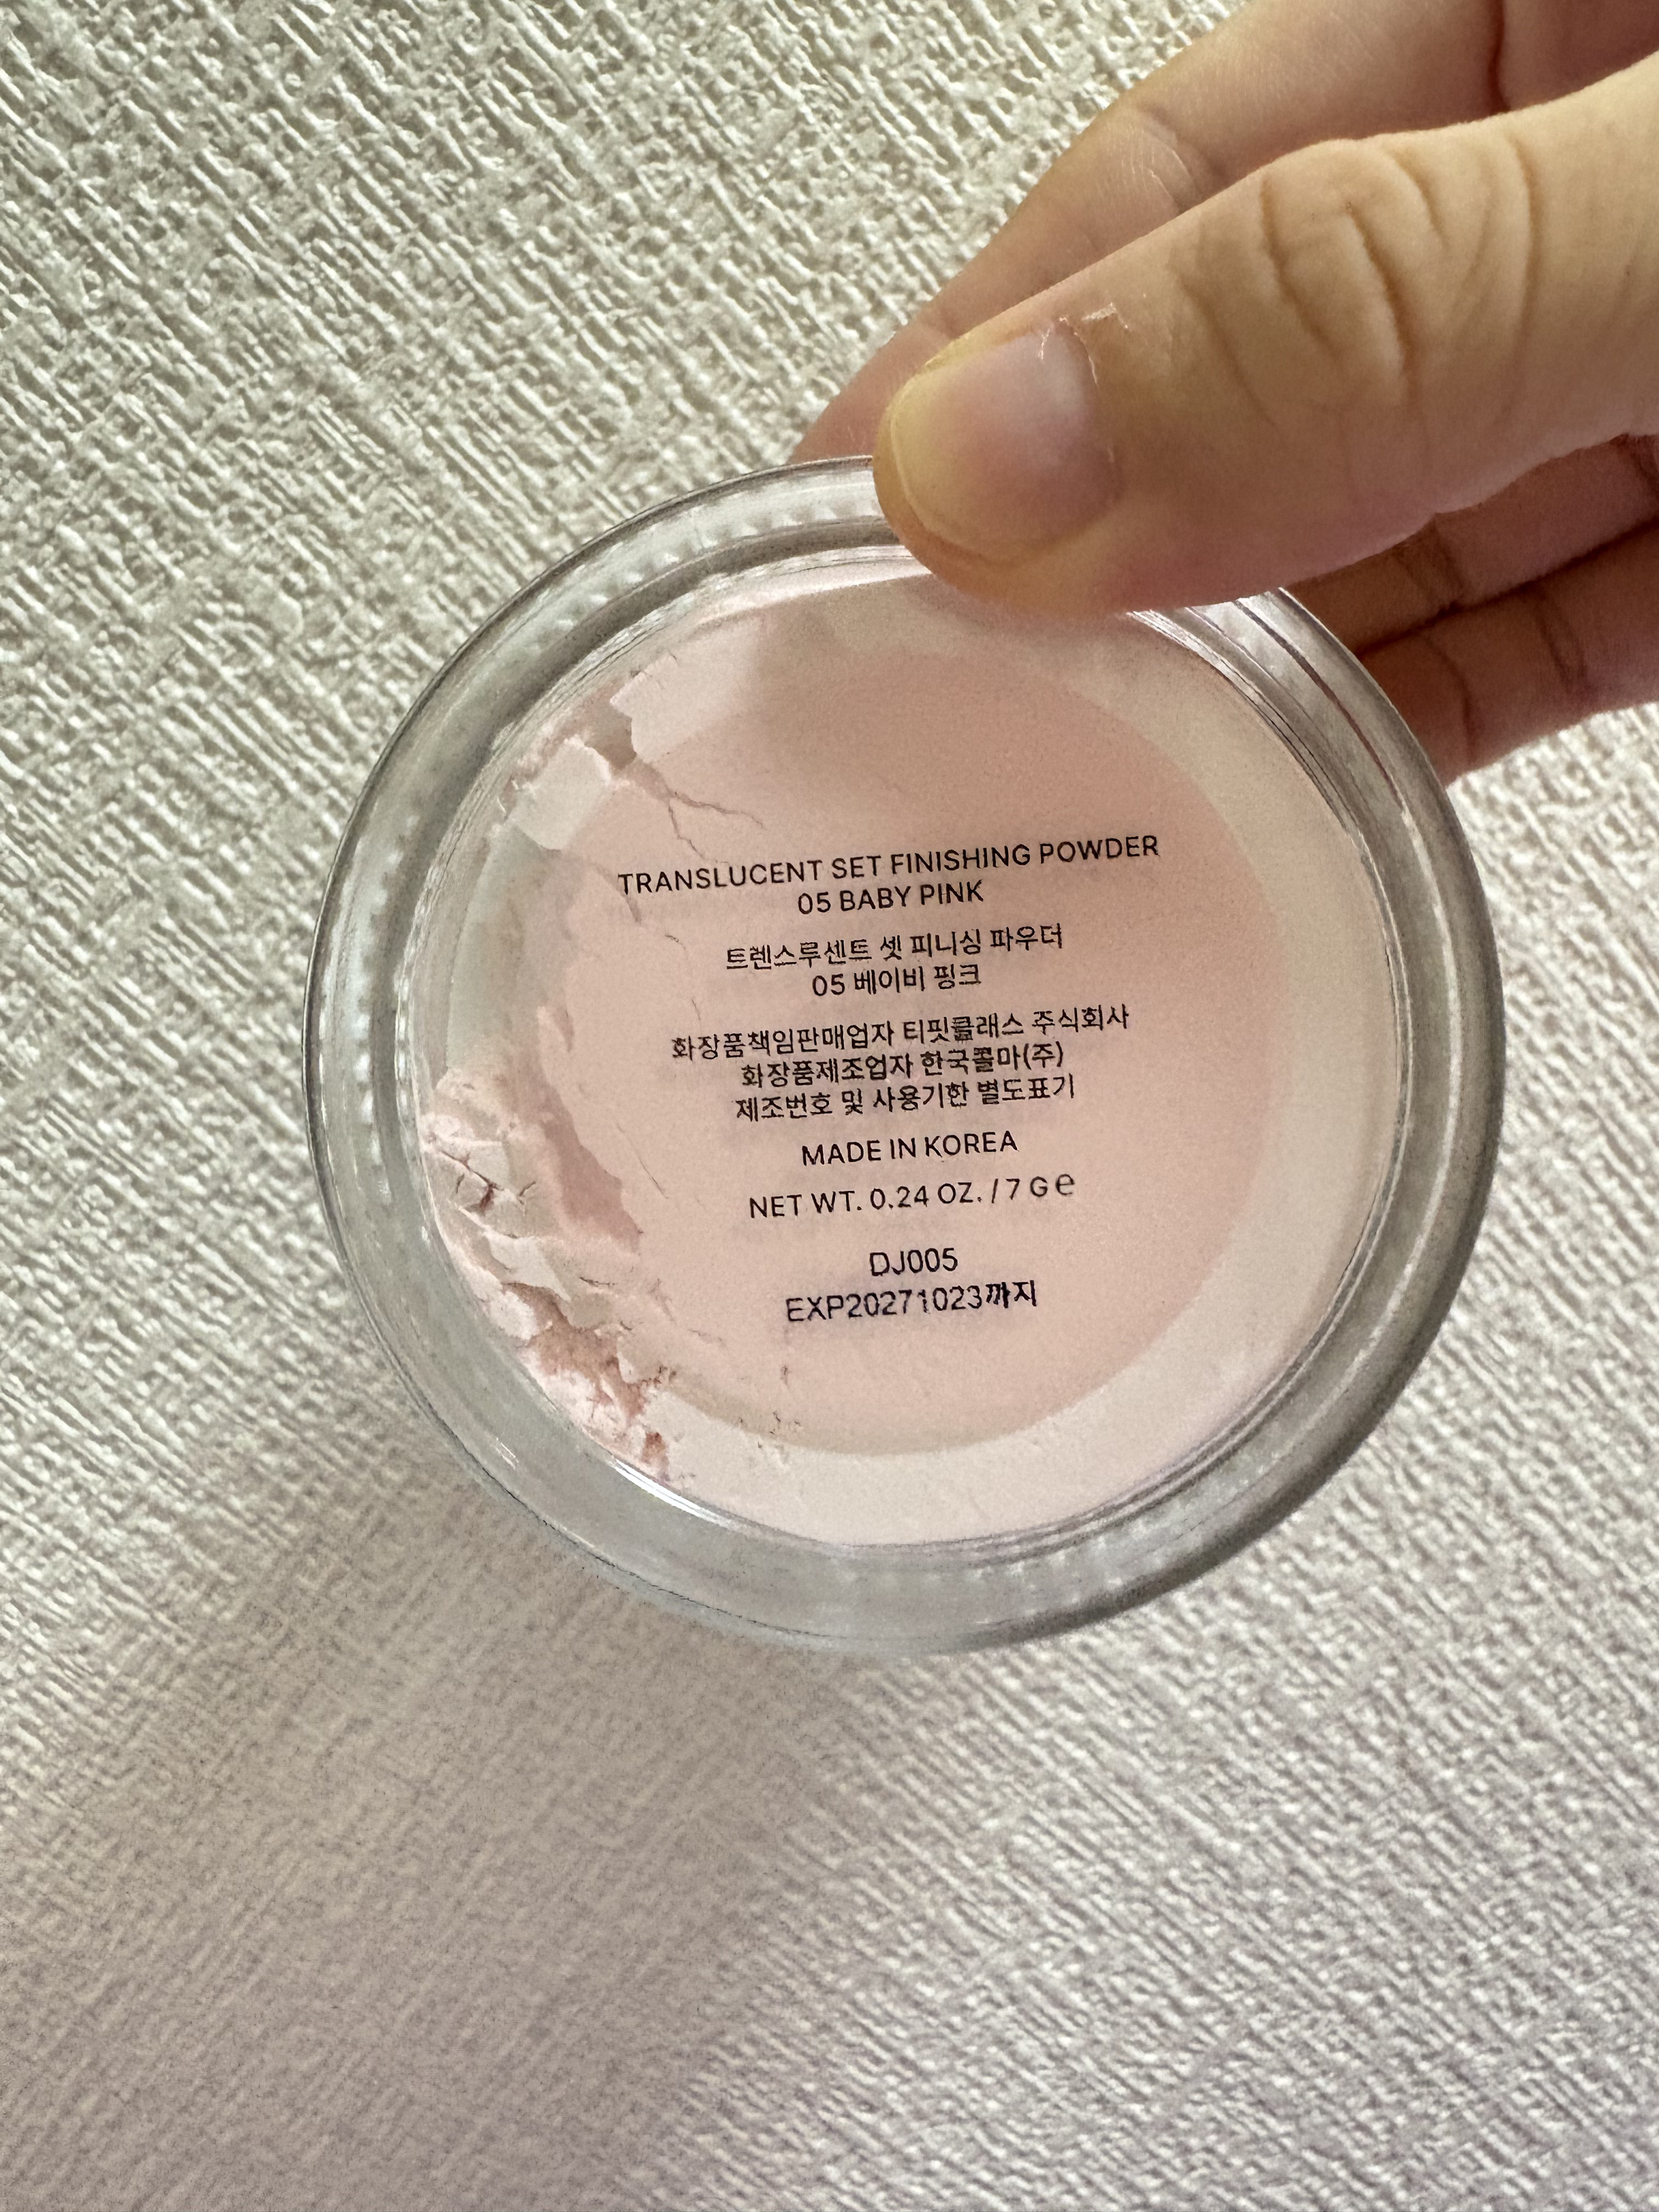 TRANSLUCENT SET FINISHING POWDER
05 BABY PINK
트렌스루센트 셋 피니싱 파우더
05 베이비 핑크
화장품책임판매업자 티핏클래스 주식회사
화장품제조업자 한국콜마(주)
제조번호 및 사용기한 별도표기
MADE IN KOREA
NET WT. 0.24 OZ. / 7 G ℮
DJ005
EXP20271023까지